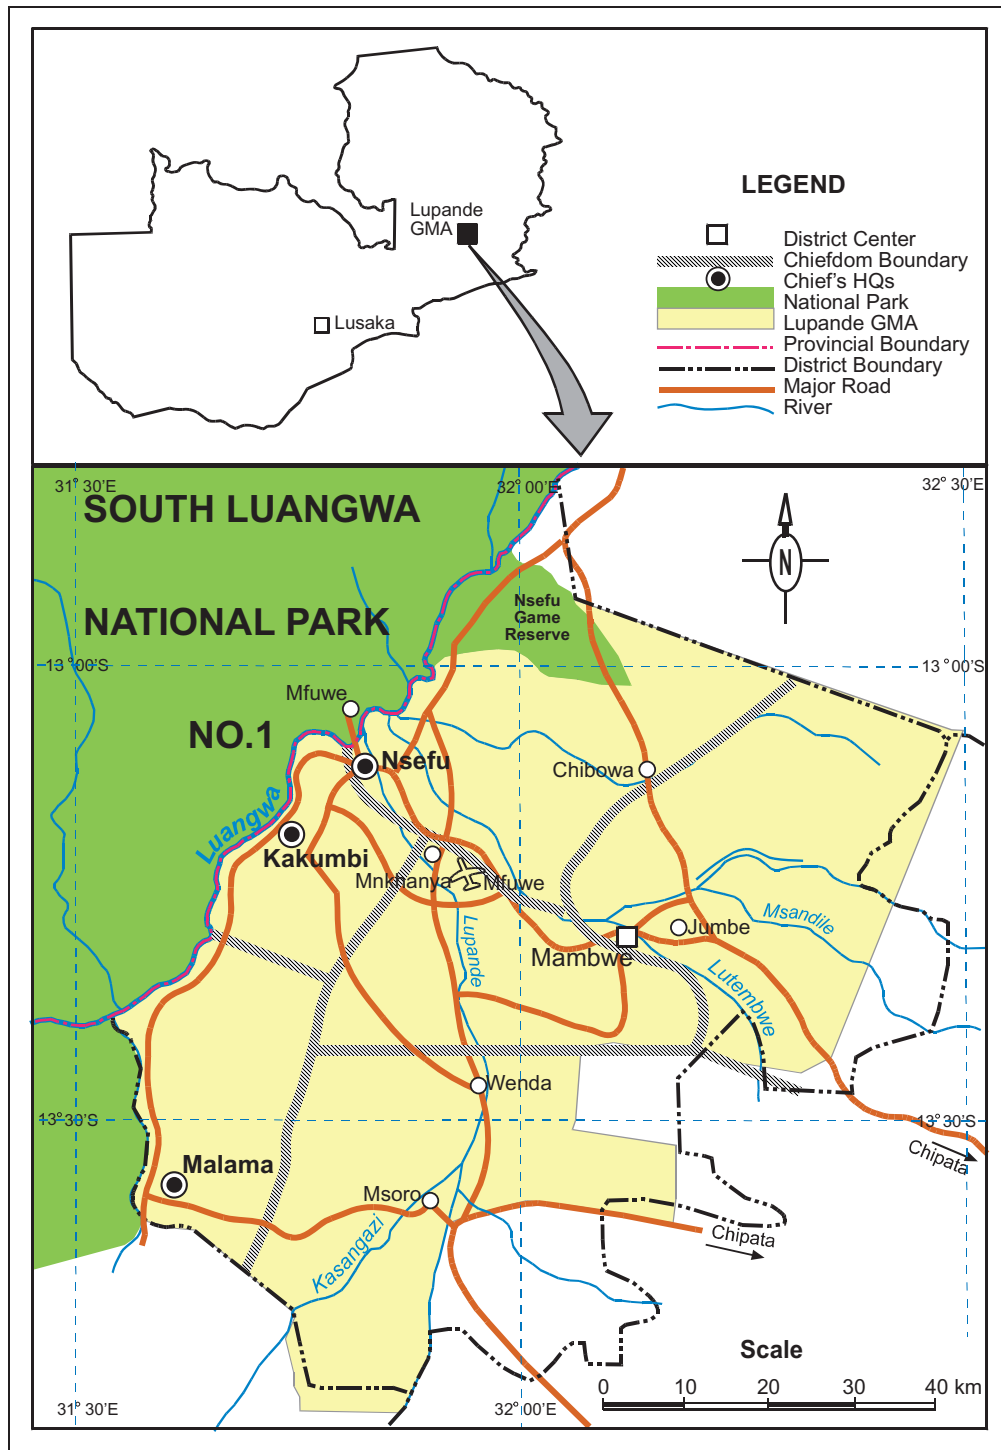 Lupande
GMA
Lusaka
LEGEND
District Center
Chiefdom Boundary
Chief's HQs
National Park
Lupande GMA
Provincial Boundary
District Boundary
Major Road
River
31° 30'E
32° 00'E
32° 30'E
SOUTH LUANGWA
NATIONAL PARK
NO.1
N
Nsefu
Game
Reserve
13°00'S
13°00'S
Mfuwe
Nsefu
Chibowa
Luangwa
Kakumbi
Mnkhanya
Mfuwe
Lupande
Msandile
Jumbe
Mambwe
Lutembwe
Wenda
13°30'S
13°30'S
Chipata
Malama
Msoro
Kasangazi
Chipata
Scale
0 10 20 30 40 km
31° 30'E
32° 00'E